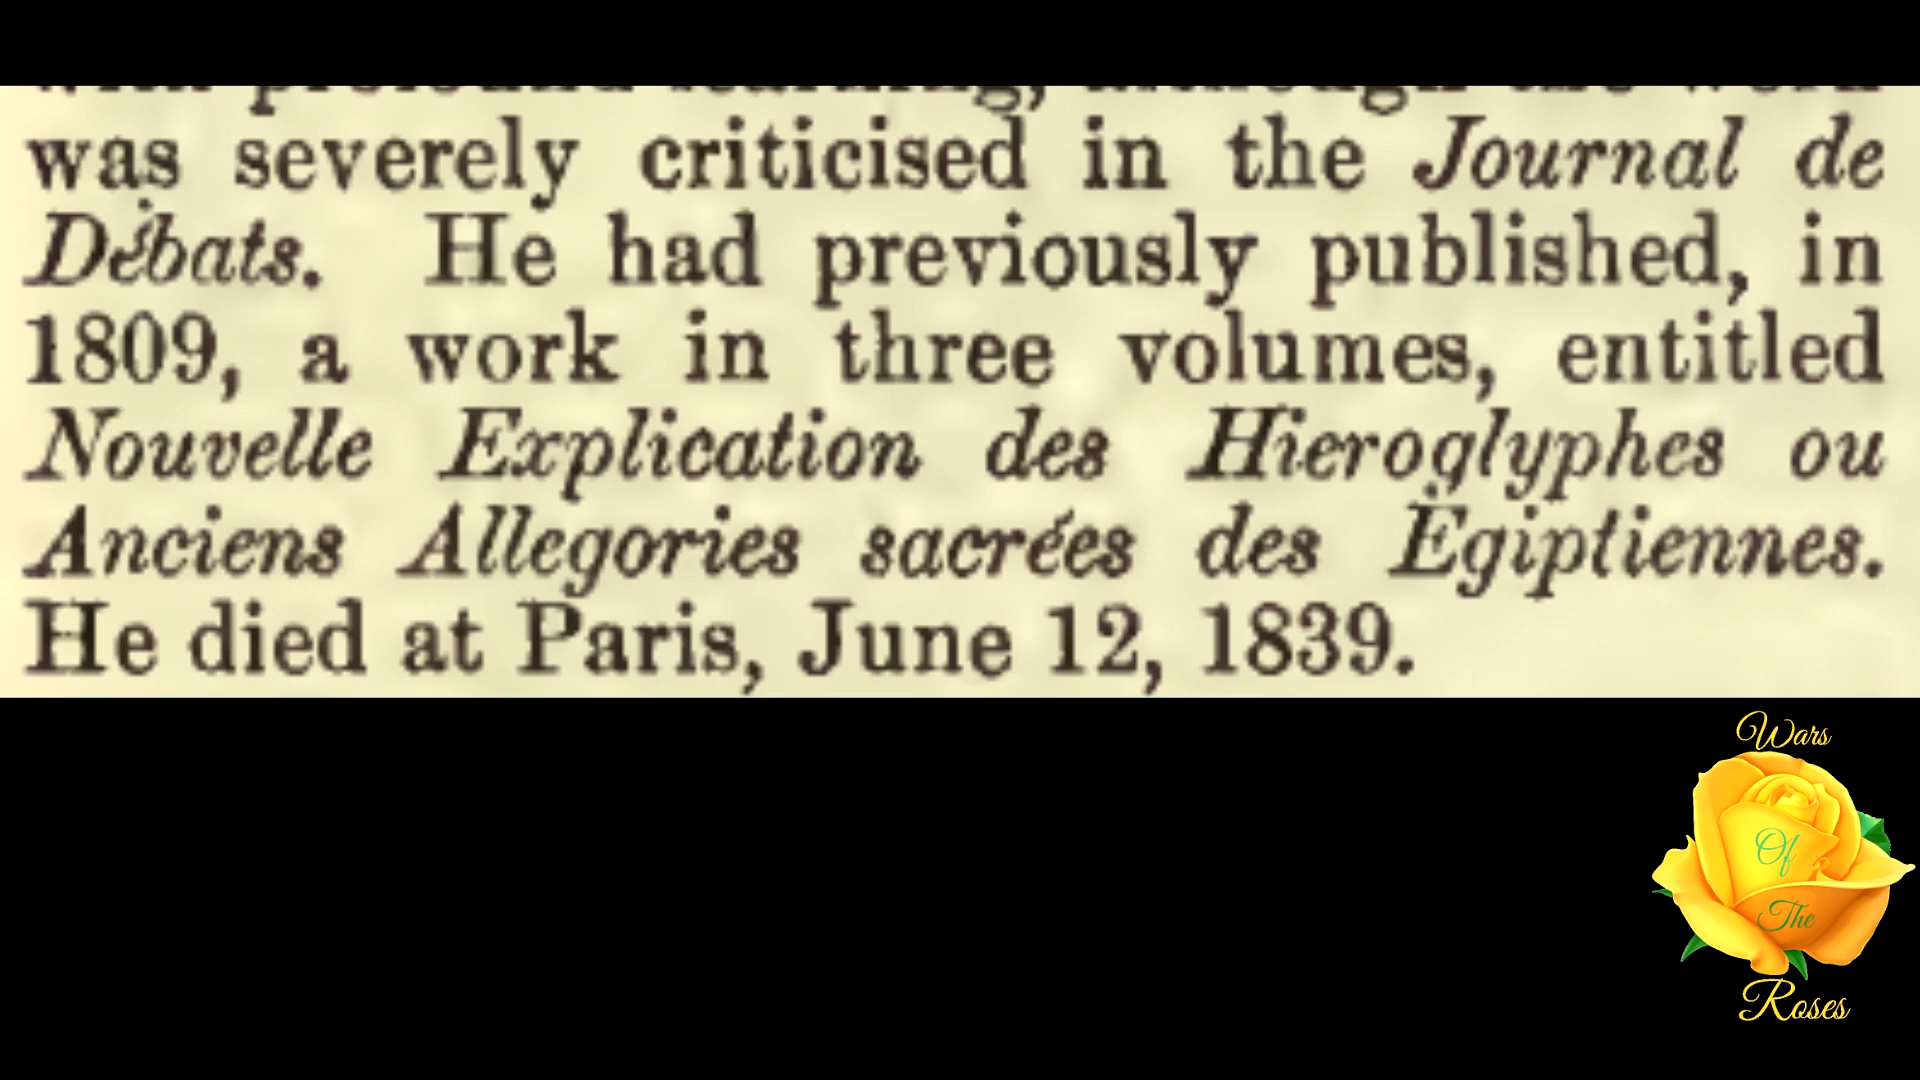 was severely criticised in the Journal de
Débats. He had previously published, in
1809, a work in three volumes, entitled
Nouvelle Explication des Hieroglyphes ou
Anciens Allegories sacrées des Egiptiennes.
He died at Paris, June 12, 1839.
Wars
Of
The
Roses